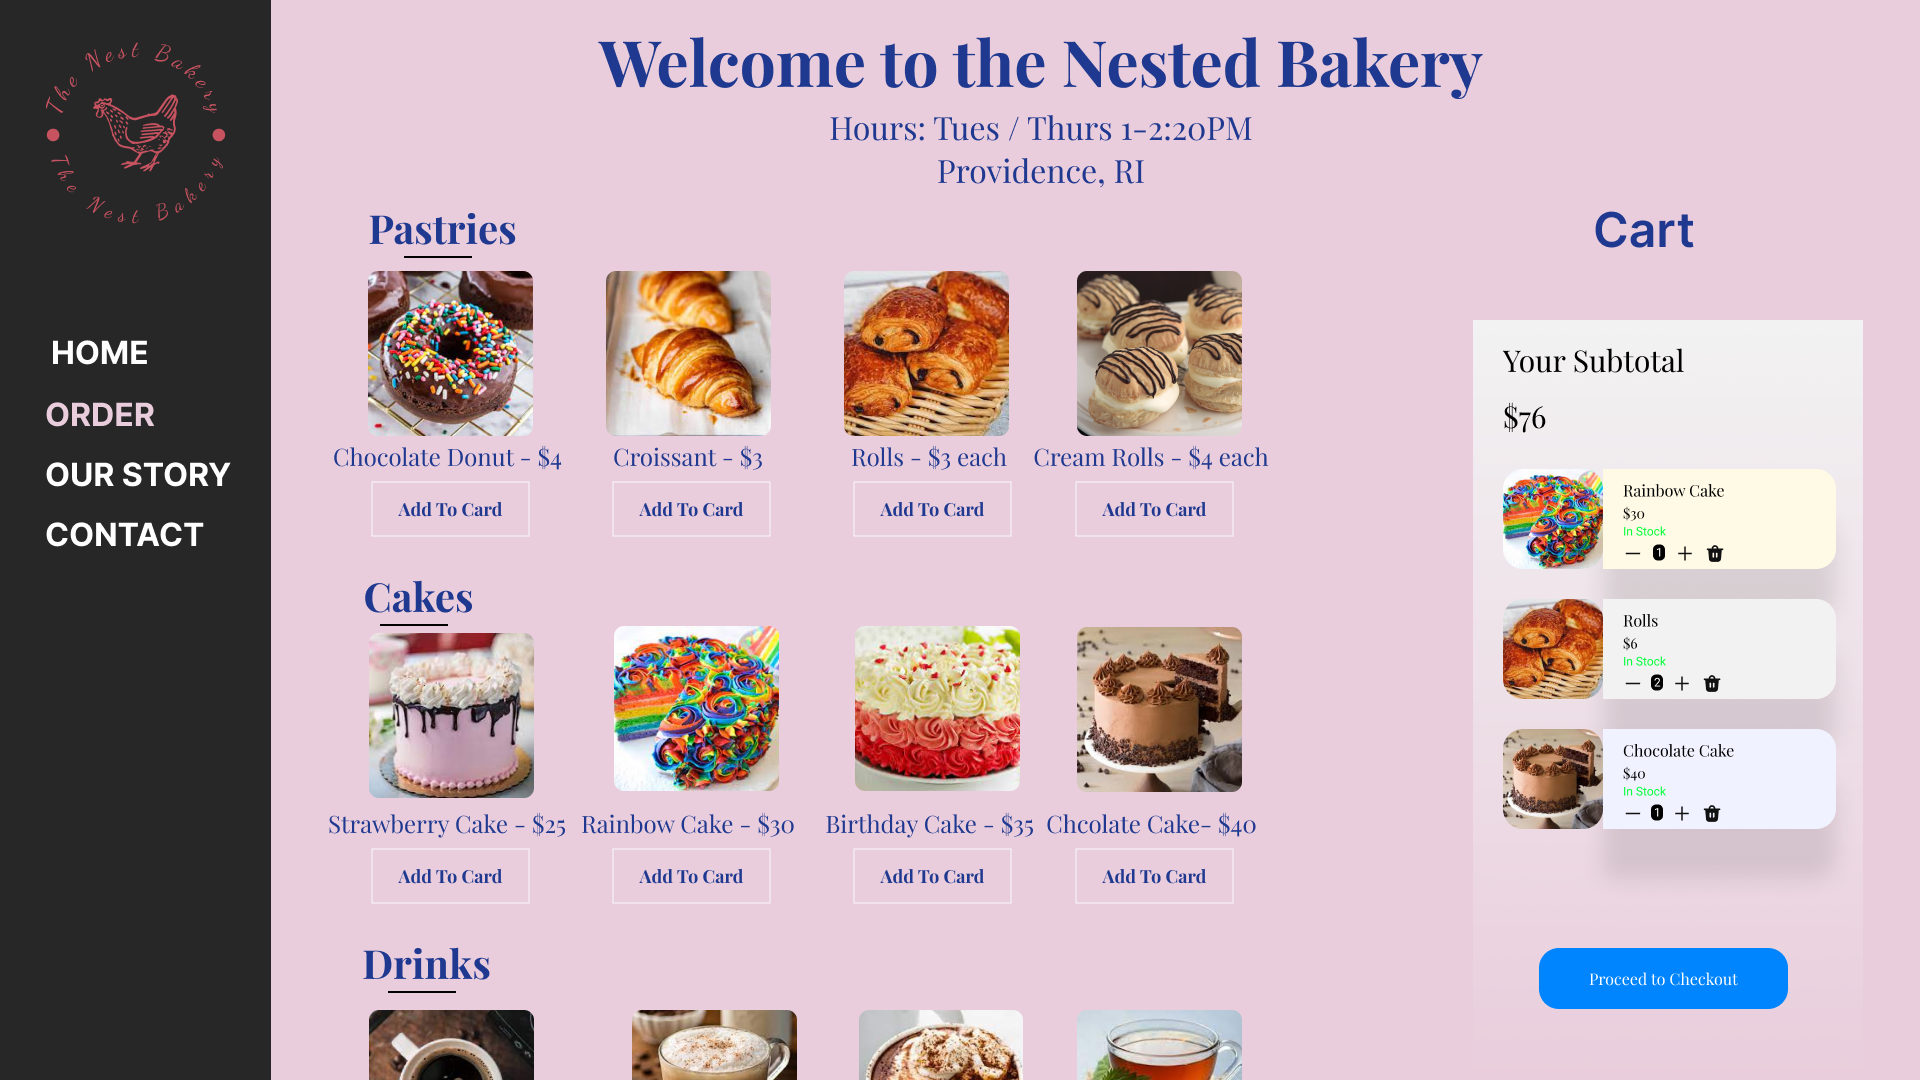 The Nest Bakery
The Nest Bakery
HOME
ORDER
OUR STORY
CONTACT
Welcome to the Nested Bakery
Hours: Tues / Thurs 1-2:20PM
Providence, RI
Pastries
Chocolate Donut - $4
Croissant - $3
Rolls - $3 each
Cream Rolls - $4 each
Add To Card
Add To Card
Add To Card
Add To Card
Cakes
Strawberry Cake - $25
Rainbow Cake - $30
Birthday Cake - $35
Chcolate Cake- $40
Add To Card
Add To Card
Add To Card
Add To Card
Drinks
Cart
Your Subtotal
$76
Rainbow Cake
$30
In Stock
1
Rolls
$6
In Stock
2
Chocolate Cake
$40
In Stock
1
Proceed to Checkout